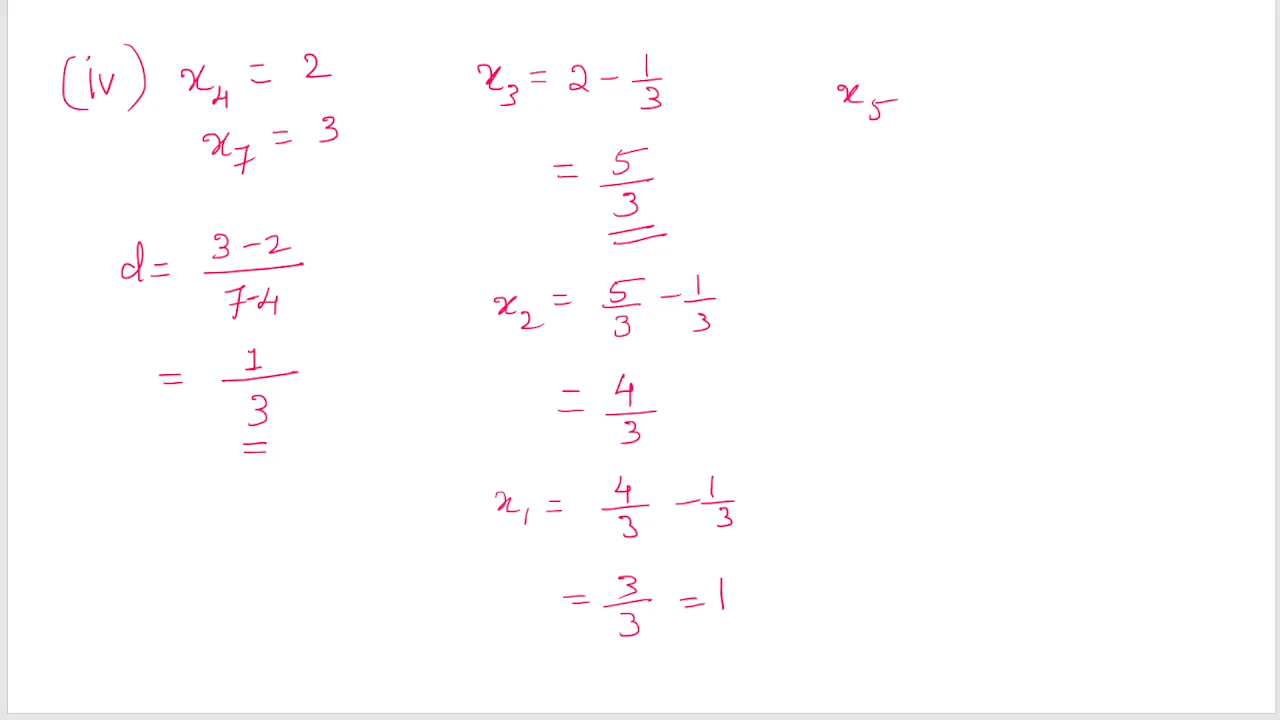 (iv) x₄ = 2
x₇ = 3
d = (3-2)/(7-4)
= 1/3
x₃ = 2 - 1/3
= 5/3
x₂ = 5/3 - 1/3
= 4/3
x₁ = 4/3 - 1/3
= 3/3 = 1
x₅